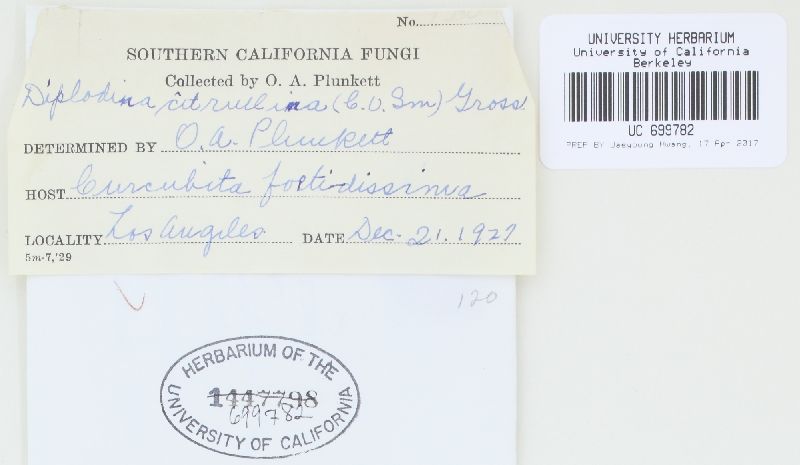 No.
SOUTHERN CALIFORNIA FUNGI
Collected by O. A. Plunkett
Diplodina citrullina (C.O.Sm) Gross.
DETERMINED BY O.A. Plunkett
HOST Curcubita foetidissima
LOCALITY Los Angeles DATE Dec. 21. 1927
5m-7,'29
120
HERBARIUM OF THE
1447798
699782
UNIVERSITY OF CALIFORNIA
UNIVERSITY HERBARIUM
University of California
Berkeley
UC 699782
PREP BY Jaeyoung Hwang, 17 Apr 2017